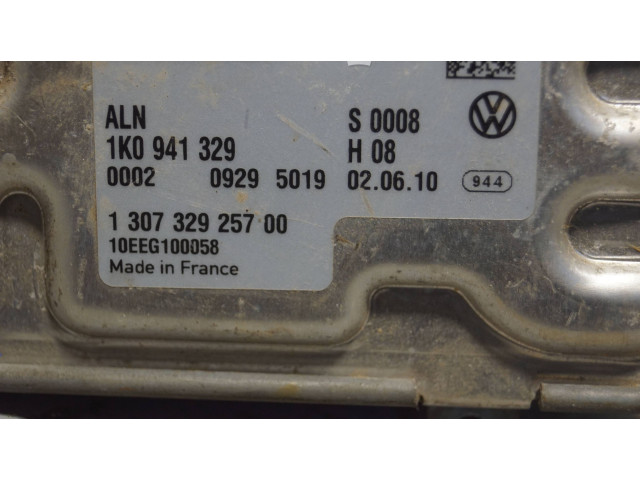 ALN S 0008
1K0 941 329 H 08
0002 0929 5019 02.06.10 944
1 307 329 257 00
10EEG100058
Made in France